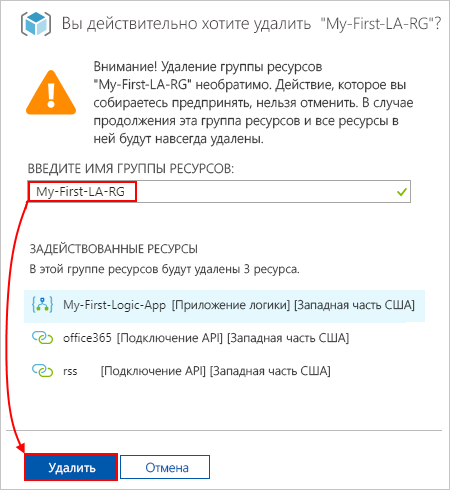 Вы действительно хотите удалить "My-First-LA-RG"?
Внимание! Удаление группы ресурсов
"My-First-LA-RG" необратимо. Действие, которое вы
собираетесь предпринять, нельзя отменить. В случае
продолжения эта группа ресурсов и все ресурсы в
ней будут навсегда удалены.
ВВЕДИТЕ ИМЯ ГРУППЫ РЕСУРСОВ:
My-First-LA-RG
ЗАДЕЙСТВОВАННЫЕ РЕСУРСЫ
В этой группе ресурсов будут удалены 3 ресурса.
My-First-Logic-App [Приложение логики] [Западная часть США]
office365 [Подключение API] [Западная часть США]
rss [Подключение API] [Западная часть США]
Удалить Отмена